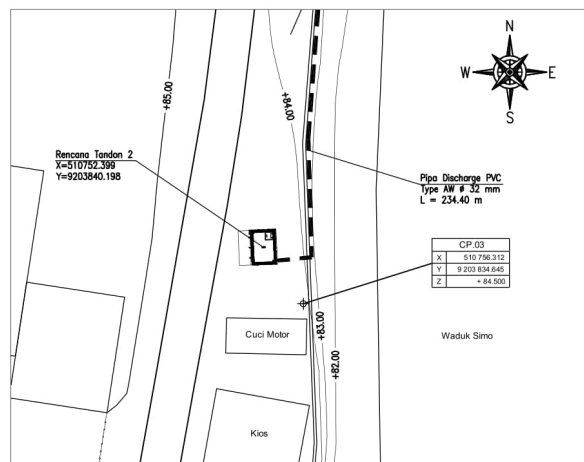 N
W E
S
+85.00
+84.00
Rencana Tandon 2
X=510752.399
Y=9203840.198
Pipa Discharge PVC
Type AW ø 32 mm
L = 234.40 m
CP.03
X 510 756.312
Y 9 203 834.645
Z + 84.500
Cuci Motor
+83.00
+82.00
Waduk Simo
Kios